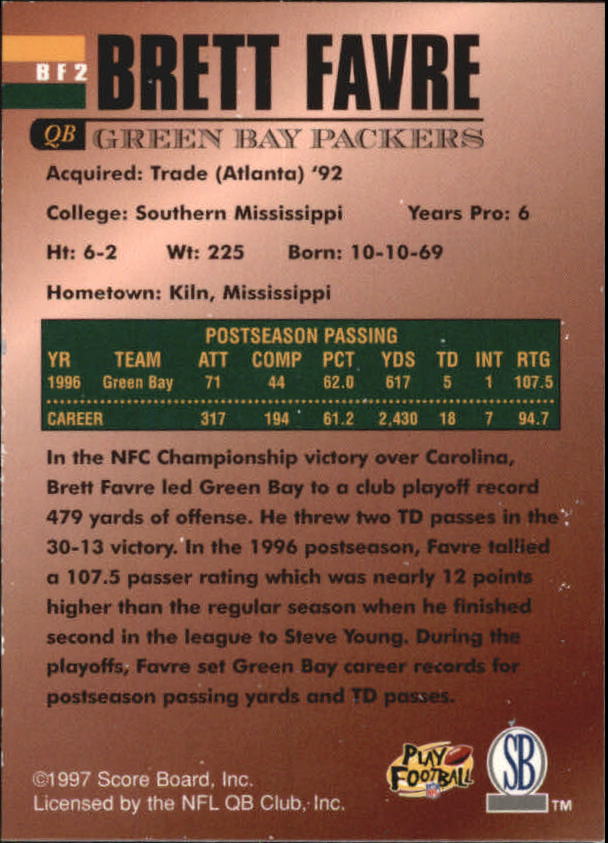 BRETT FAVRE
BF2
QB GREEN BAY PACKERS
Acquired: Trade (Atlanta) '92
College: Southern Mississippi Years Pro: 6
Ht: 6-2 Wt: 225 Born: 10-10-69
Hometown: Kiln, Mississippi
POSTSEASON PASSING
YR TEAM ATT COMP PCT YDS TD INT RTG
1996 Green Bay 71 44 62.0 617 5 1 107.5
CAREER 317 194 61.2 2,430 18 7 94.7
In the NFC Championship victory over Carolina,
Brett Favre led Green Bay to a club playoff record
479 yards of offense. He threw two TD passes in the
30-13 victory. In the 1996 postseason, Favre tallied
a 107.5 passer rating which was nearly 12 points
higher than the regular season when he finished
second in the league to Steve Young. During the
playoffs, Favre set Green Bay career records for
postseason passing yards and TD passes.
PLAY
FOOTBALL
SB
TM
©1997 Score Board, Inc.
Licensed by the NFL QB Club, Inc.